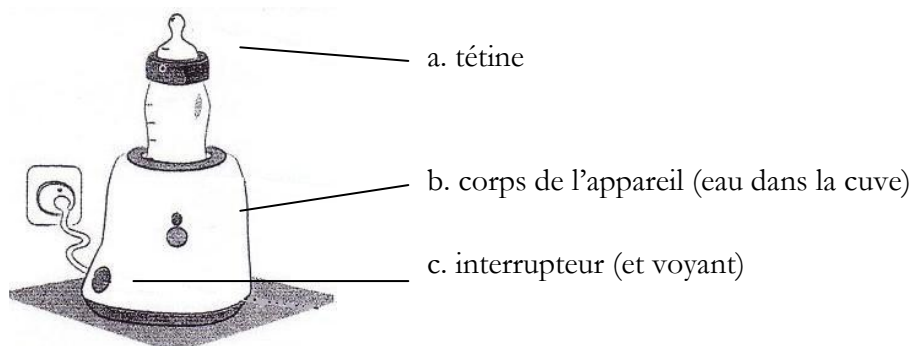 a. tétine
b. corps de l’appareil (eau dans la cuve)
c. interrupteur (et voyant)